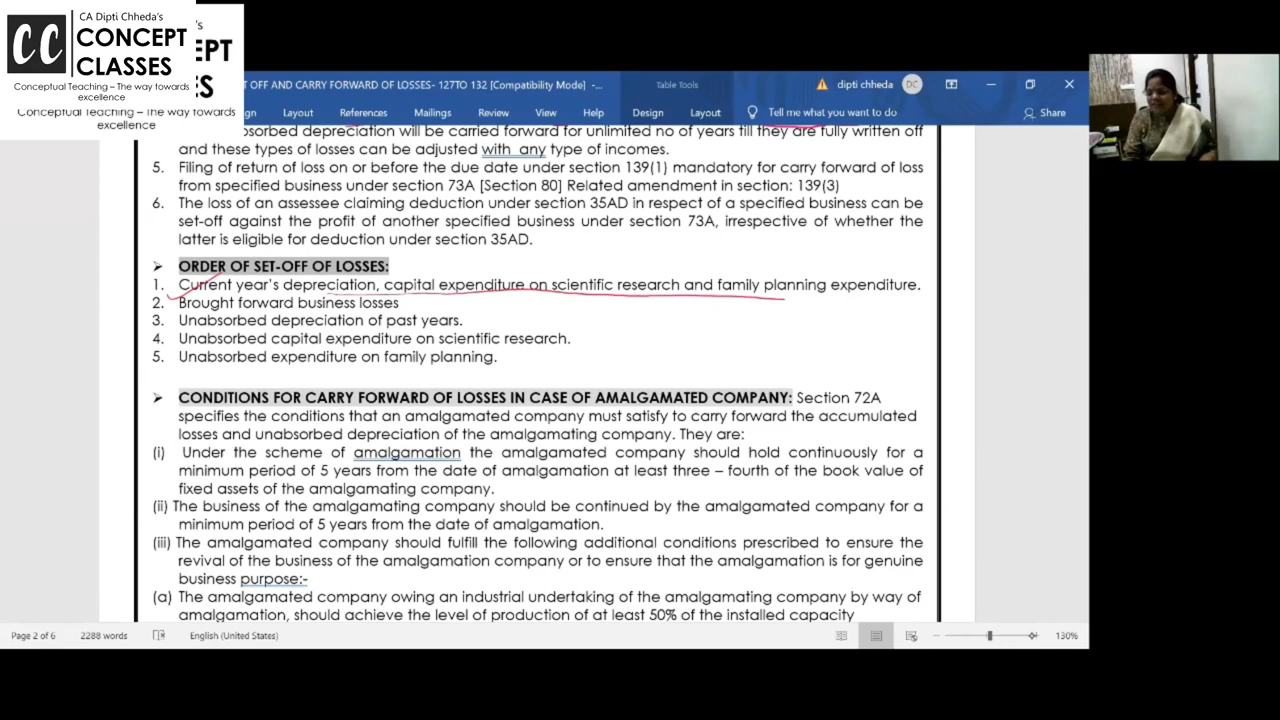 CA Dipti Chheda's
CONCEPT
CLASSES
Conceptual Teaching – The way towards
excellence
's
EPT
S
Conceptual Teaching – The way towards
excellence
T OFF AND CARRY FORWARD OF LOSSES- 127TO 132 [Compatibility Mode] -...
Table Tools
dipti chheda
DC
gn
Layout
References
Mailings
Review
View
Help
Design
Layout
Tell me what you want to do
Share
sorbed depreciation will be carried forward for unlimited no of years till they are fully written off
and these types of losses can be adjusted with any type of incomes.
5. Filing of return of loss on or before the due date under section 139(1) mandatory for carry forward of loss
from specified business under section 73A [Section 80] Related amendment in section: 139(3)
6. The loss of an assessee claiming deduction under section 35AD in respect of a specified business can be
set-off against the profit of another specified business under section 73A, irrespective of whether the
latter is eligible for deduction under section 35AD.
➢ ORDER OF SET-OFF OF LOSSES:
1. Current year's depreciation, capital expenditure on scientific research and family planning expenditure.
2. Brought forward business losses
3. Unabsorbed depreciation of past years.
4. Unabsorbed capital expenditure on scientific research.
5. Unabsorbed expenditure on family planning.
➢ CONDITIONS FOR CARRY FORWARD OF LOSSES IN CASE OF AMALGAMATED COMPANY: Section 72A
specifies the conditions that an amalgamated company must satisfy to carry forward the accumulated
losses and unabsorbed depreciation of the amalgamating company. They are:
(i) Under the scheme of amalgamation the amalgamated company should hold continuously for a
minimum period of 5 years from the date of amalgamation at least three – fourth of the book value of
fixed assets of the amalgamating company.
(ii) The business of the amalgamating company should be continued by the amalgamated company for a
minimum period of 5 years from the date of amalgamation.
(iii) The amalgamated company should fulfill the following additional conditions prescribed to ensure the
revival of the business of the amalgamation company or to ensure that the amalgamation is for genuine
business purpose:-
(a) The amalgamated company owing an industrial undertaking of the amalgamating company by way of
amalgamation, should achieve the level of production of at least 50% of the installed capacity
Page 2 of 6
2288 words
English (United States)
130%